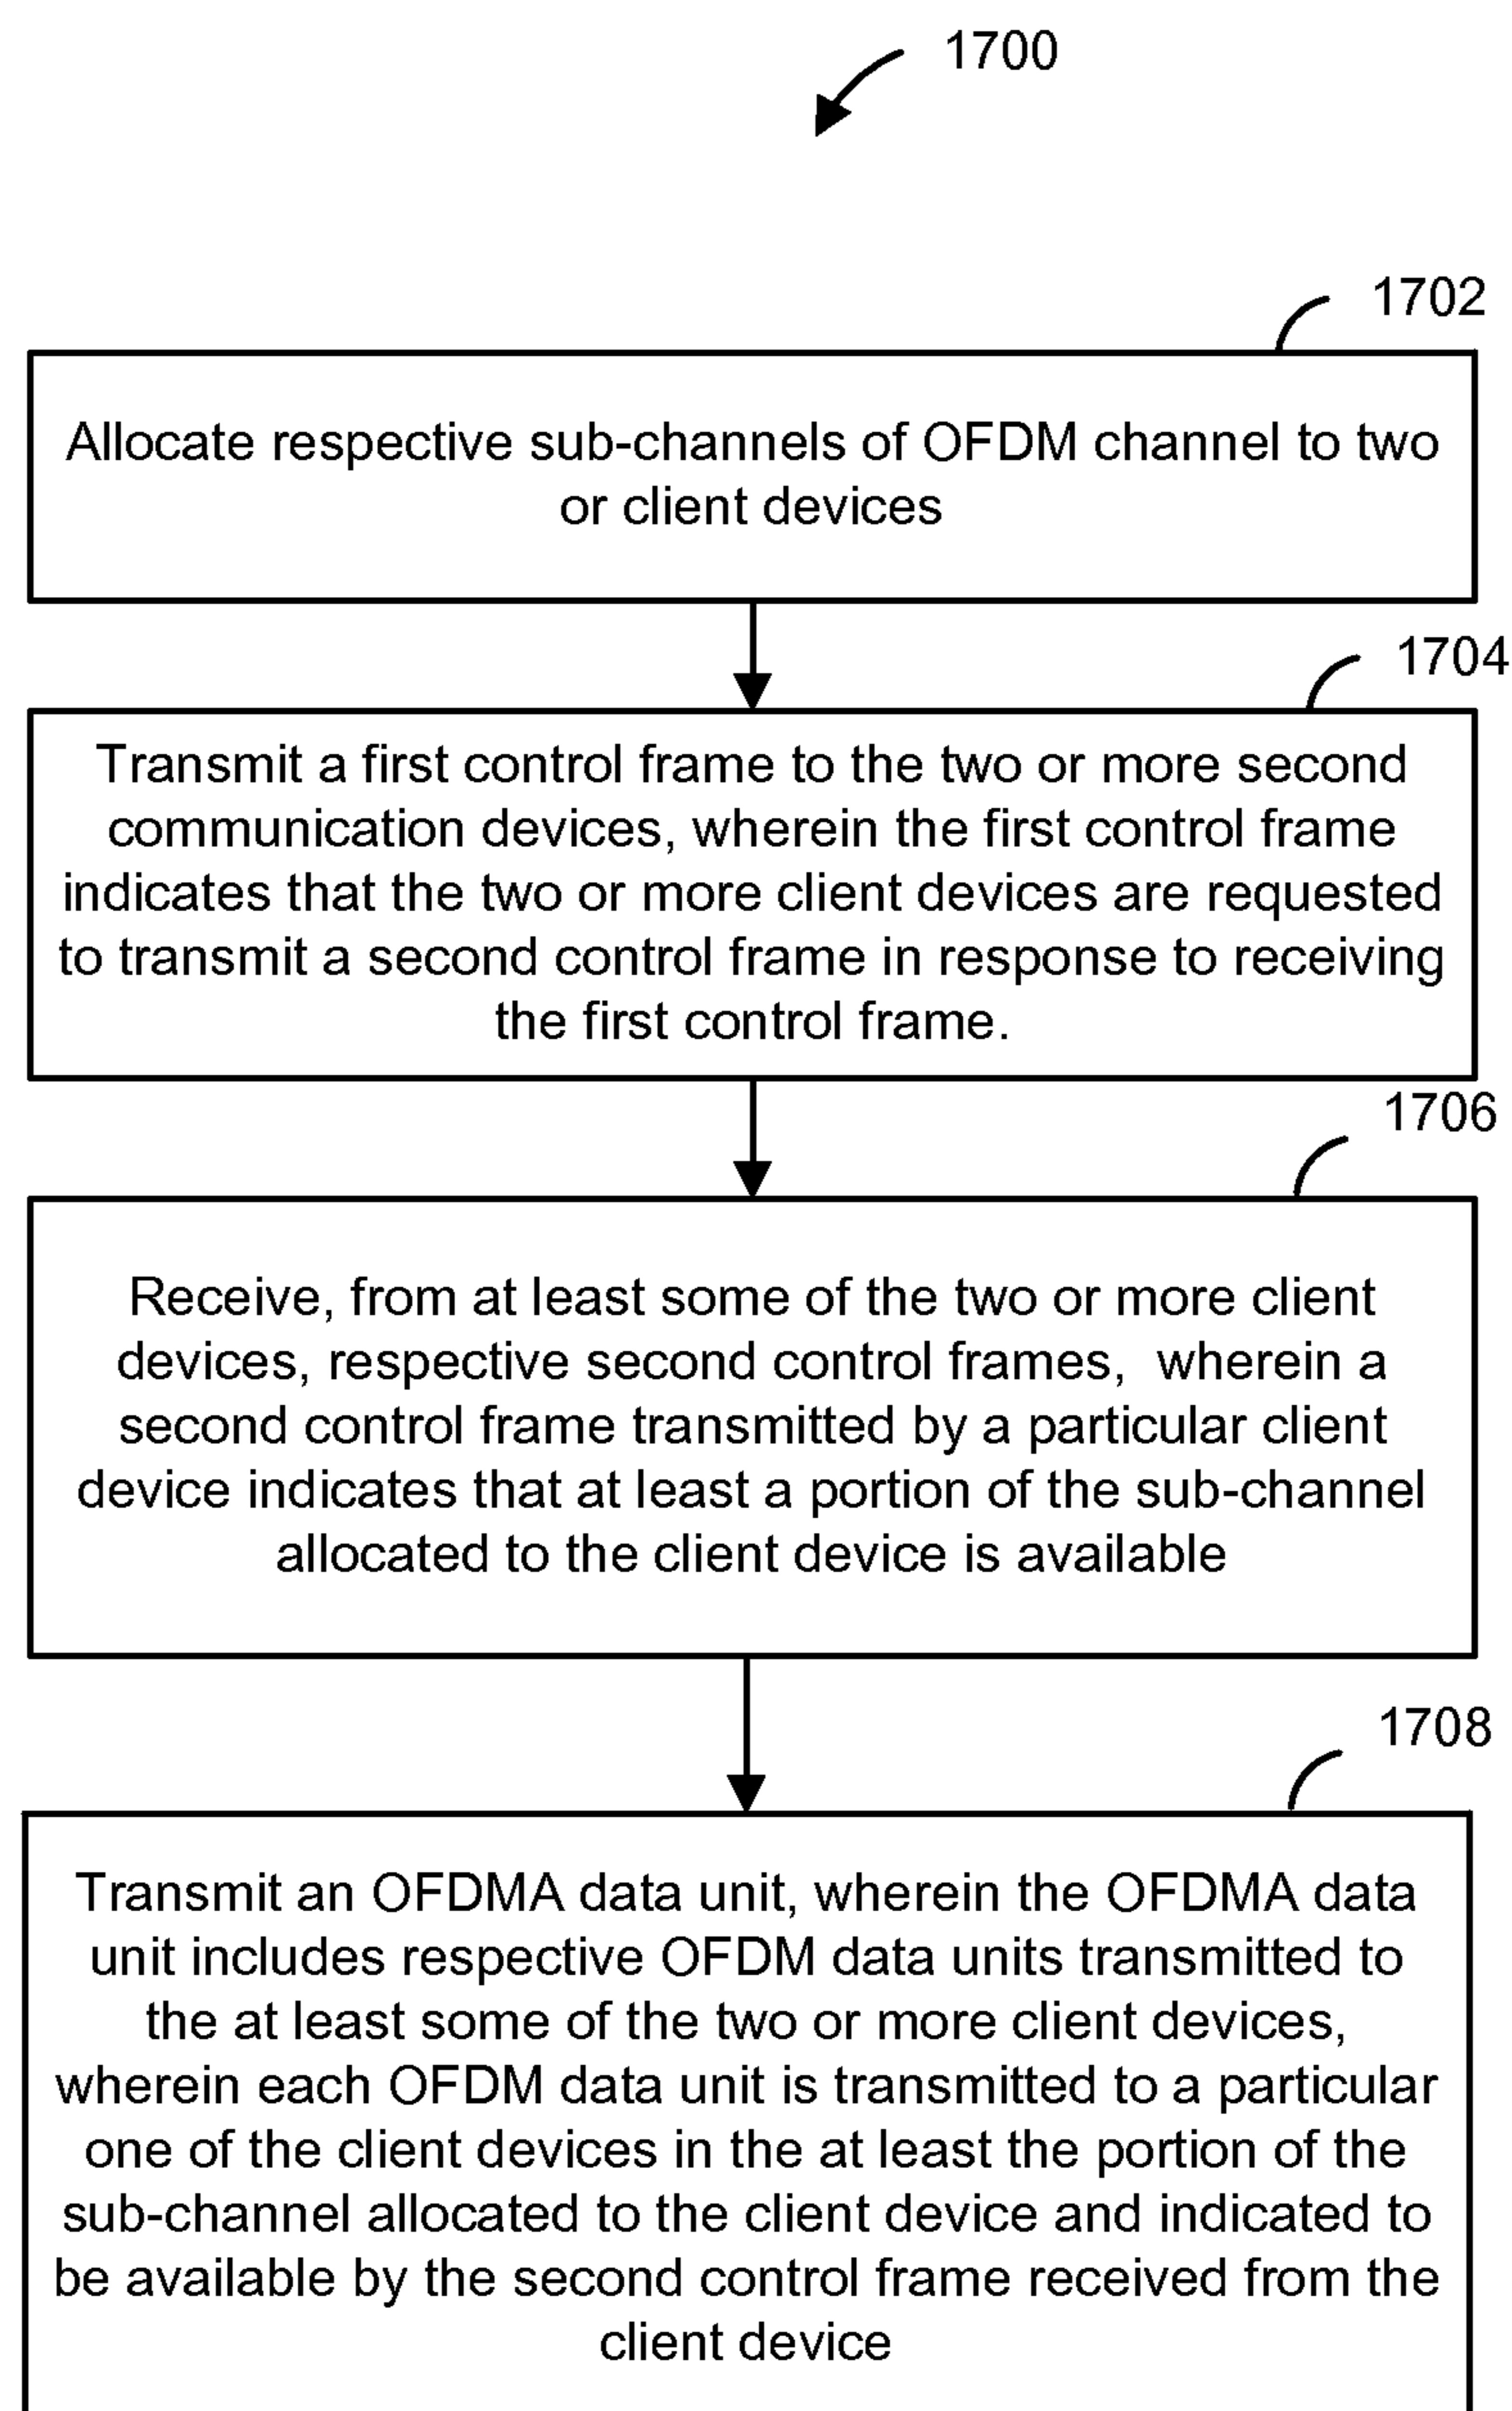 1700
1702
Allocate respective sub-channels of OFDM channel to two
or client devices
1704
Transmit a first control frame to the two or more second
communication devices, wherein the first control frame
indicates that the two or more client devices are requested
to transmit a second control frame in response to receiving
the first control frame.
1706
Receive, from at least some of the two or more client
devices, respective second control frames,  wherein a
second control frame transmitted by a particular client
device indicates that at least a portion of the sub-channel
allocated to the client device is available
1708
Transmit an OFDMA data unit, wherein the OFDMA data
unit includes respective OFDM data units transmitted to
the at least some of the two or more client devices,
wherein each OFDM data unit is transmitted to a particular
one of the client devices in the at least the portion of the
sub-channel allocated to the client device and indicated to
be available by the second control frame received from the
client device